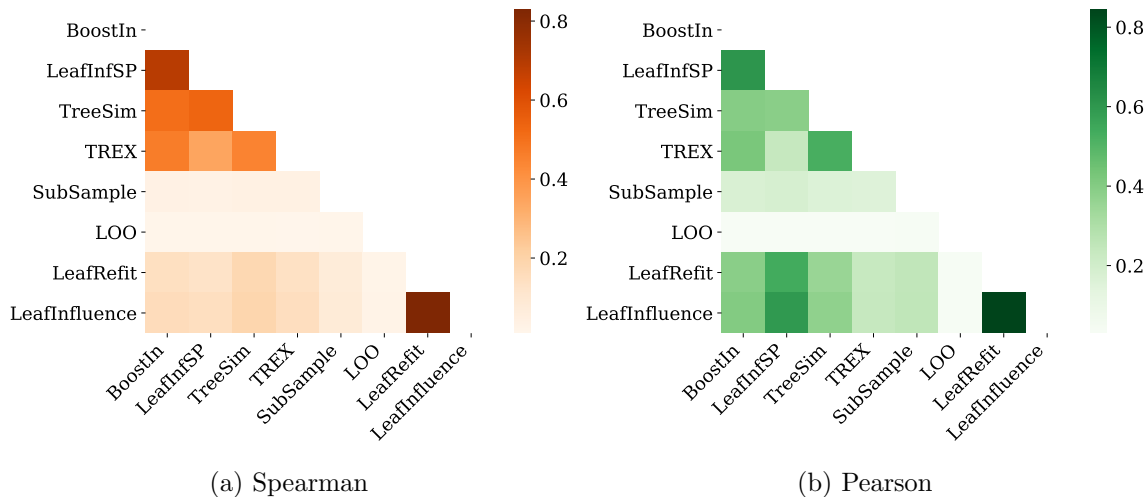 BoostIn
LeafInfSP
TreeSim
TREX
SubSample
LOO
LeafRefit
LeafInfluence
BoostIn
LeafInfSP
TreeSim
TREX
SubSample
LOO
LeafRefit
LeafInfluence
0.8
0.6
0.4
0.2
(a) Spearman
BoostIn
LeafInfSP
TreeSim
TREX
SubSample
LOO
LeafRefit
LeafInfluence
BoostIn
LeafInfSP
TreeSim
TREX
SubSample
LOO
LeafRefit
LeafInfluence
0.8
0.6
0.4
0.2
(b) Pearson